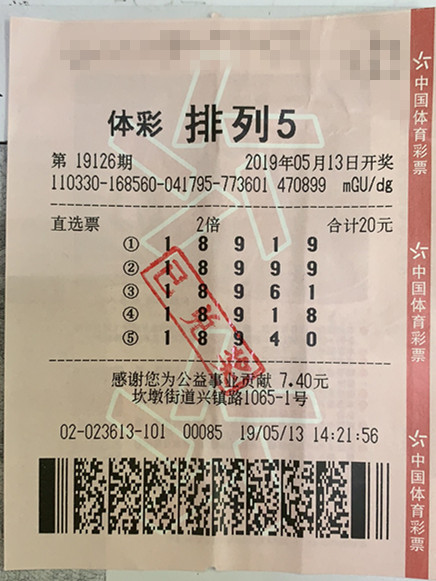 体彩 排列5
第 19126期 2019年05月13日开奖
110330-168560-041795-773601 470899 mGU/dg
直选票 2倍 合计20元
① 1 8 9 1 9
② 1 8 9 9 9
③ 1 8 9 6 1
④ 1 8 9 1 8
⑤ 1 8 9 4 0
已兑奖
感谢您为公益事业贡献 7.40元
坎墩街道兴镇路1065-1号
02-023613-101 00085 19/05/13 14:21:56
中国体育彩票
中国体育彩票
中国体育彩票